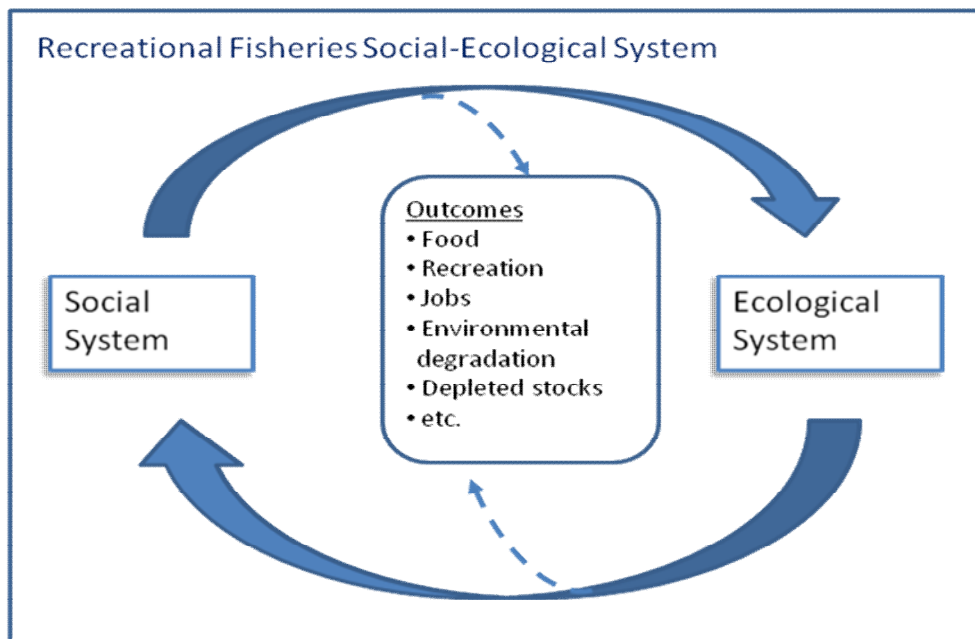 Recreational Fisheries Social-Ecological System
Outcomes
• Food
• Recreation
• Jobs
• Environmental
degradation
• Depleted stocks
• etc.
Social
System
Ecological
System